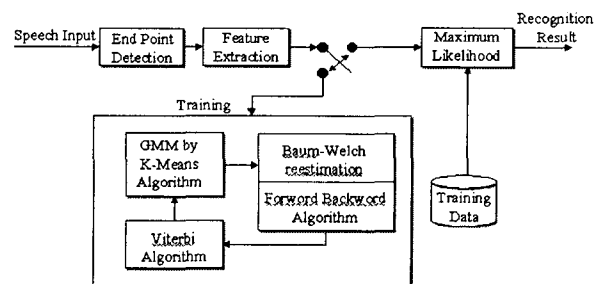 Speech Input
End Point
Detection
Feature
Extraction
Maximum
Likelihood
Recognition
Result
Training
GMM by
K-Means
Algorithm
Baum-Welch
reestimation
Forword Backword
Algorithm
Viterbi
Algorithm
Training
Data